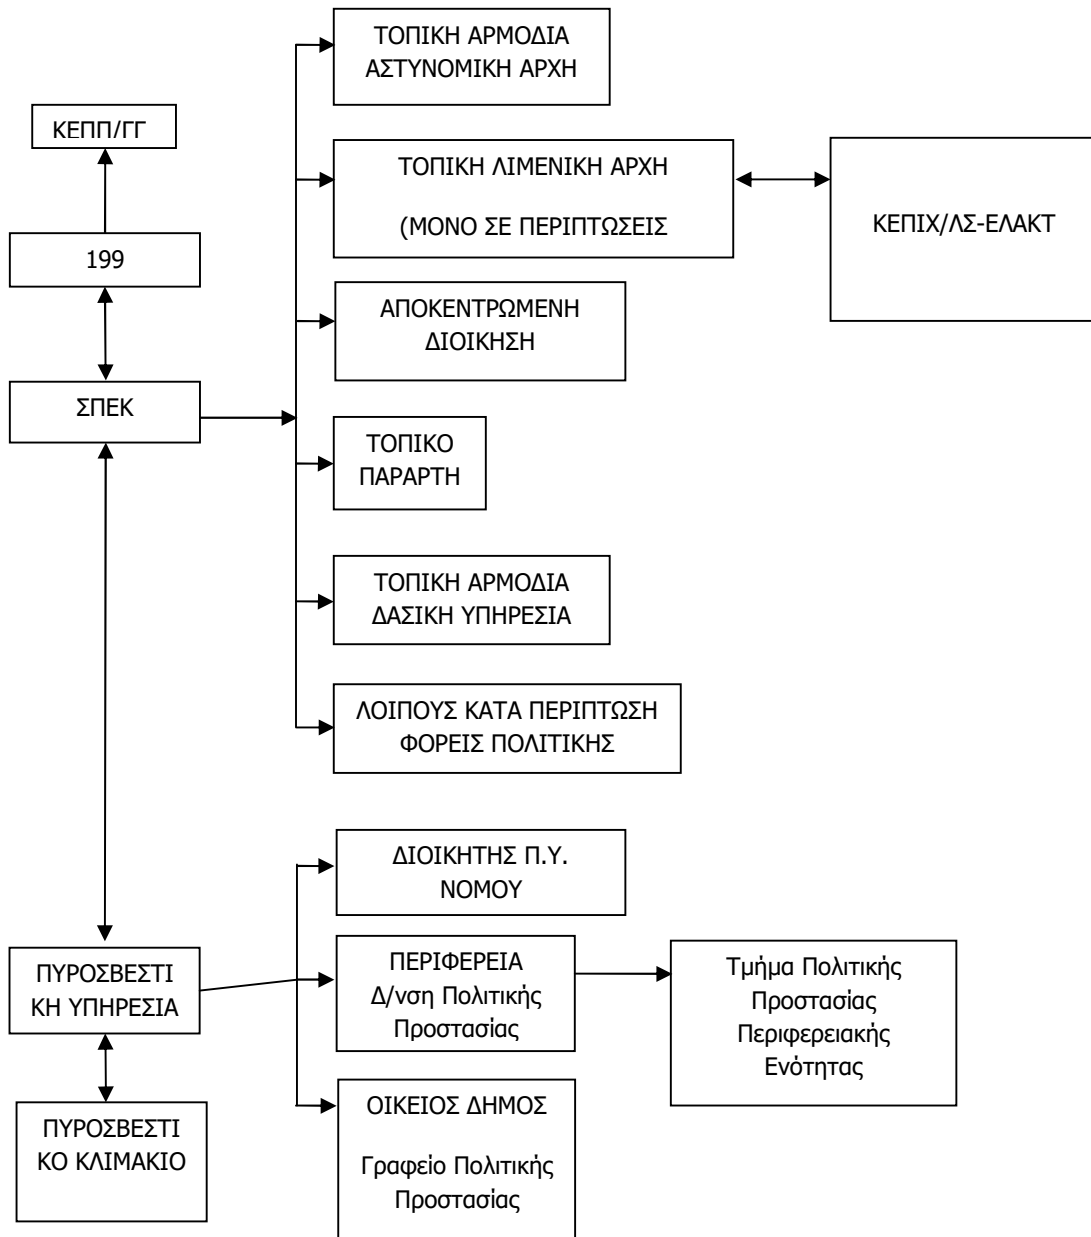 ΤΟΠΙΚΗ ΑΡΜΟΔΙΑ
ΑΣΤΥΝΟΜΙΚΗ ΑΡΧΗ
ΚΕΠΠ/ΓΓ
ΤΟΠΙΚΗ ΛΙΜΕΝΙΚΗ ΑΡΧΗ
(ΜΟΝΟ ΣΕ ΠΕΡΙΠΤΩΣΕΙΣ
ΚΕΠΙΧ/ΛΣ-ΕΛΑΚΤ
199
ΑΠΟΚΕΝΤΡΩΜΕΝΗ
ΔΙΟΙΚΗΣΗ
ΣΠΕΚ
ΤΟΠΙΚΟ
ΠΑΡΑΡΤΗ
ΤΟΠΙΚΗ ΑΡΜΟΔΙΑ
ΔΑΣΙΚΗ ΥΠΗΡΕΣΙΑ
ΛΟΙΠΟΥΣ ΚΑΤΑ ΠΕΡΙΠΤΩΣΗ
ΦΟΡΕΙΣ ΠΟΛΙΤΙΚΗΣ
ΔΙΟΙΚΗΤΗΣ Π.Υ.
ΝΟΜΟΥ
ΠΥΡΟΣΒΕΣΤΙ
ΚΗ ΥΠΗΡΕΣΙΑ
ΠΕΡΙΦΕΡΕΙΑ
Δ/νση Πολιτικής
Προστασίας
Τμήμα Πολιτικής
Προστασίας
Περιφερειακής
Ενότητας
ΠΥΡΟΣΒΕΣΤΙ
ΚΟ ΚΛΙΜΑΚΙΟ
ΟΙΚΕΙΟΣ ΔΗΜΟΣ
Γραφείο Πολιτικής
Προστασίας